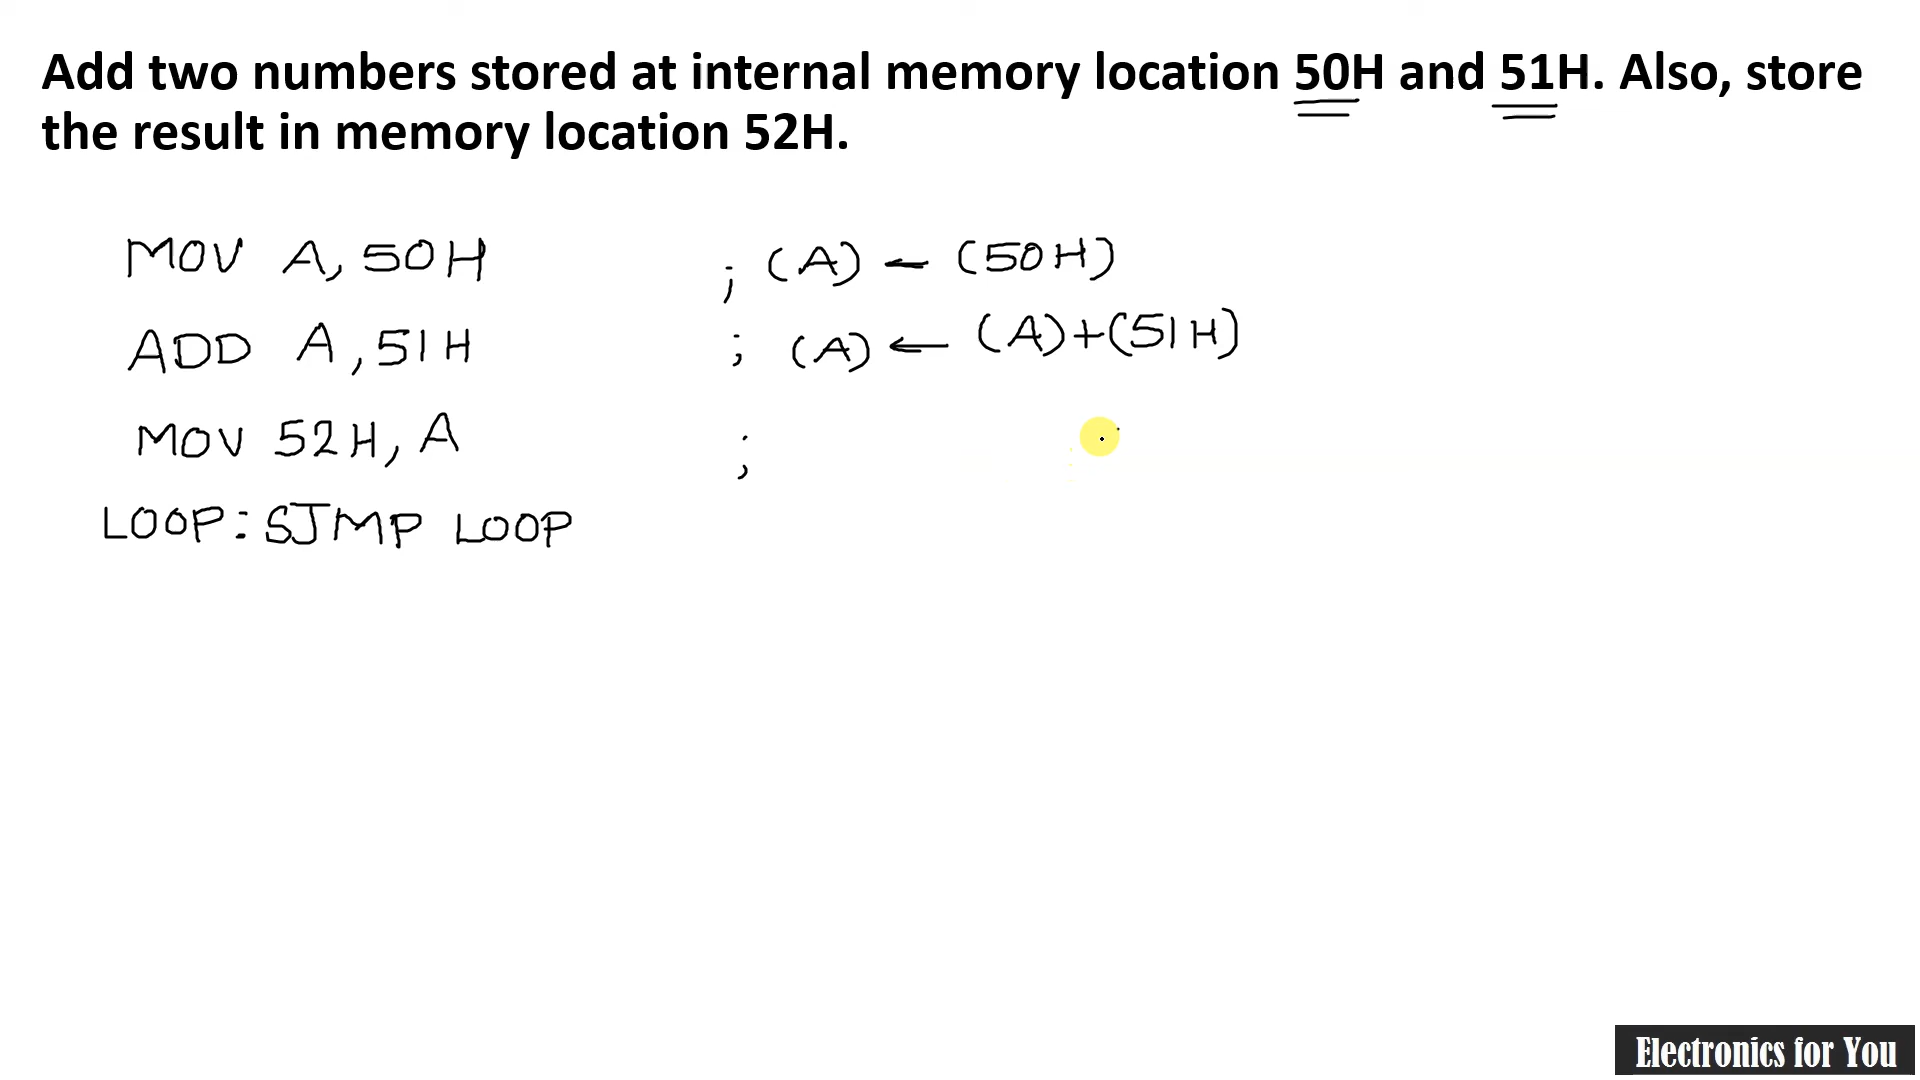 Add two numbers stored at internal memory location 50H and 51H. Also, store
the result in memory location 52H.
MOV A, 50H ; (A) ← (50H)
ADD A, 51H ; (A) ← (A)+(51H)
MOV 52H, A ;
LOOP: SJMP LOOP
Electronics for You